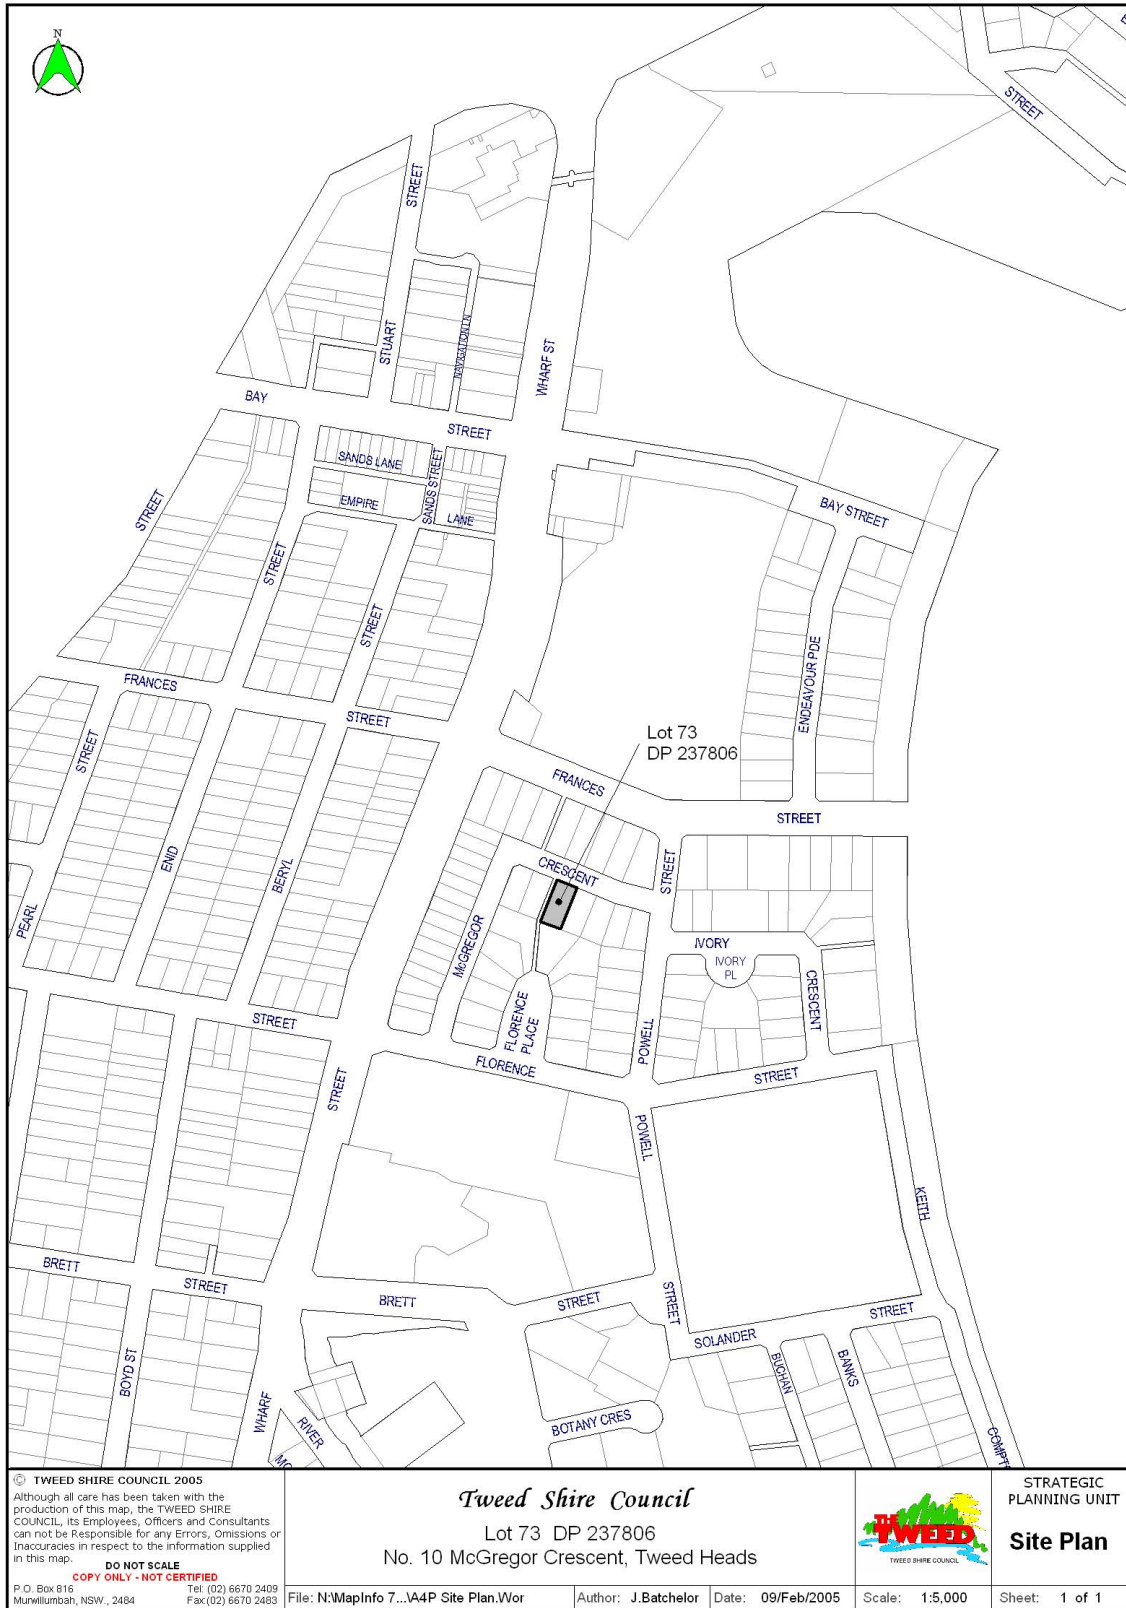 N
STREET
STREET
STUART
NAVIGATION LN
WHARF ST
BAY
STREET
SANDS LANE
SANDS STREET
EMPIRE
LANE
BAY STREET
STREET
STREET
STREET
ENDEAVOUR PDE
FRANCES
STREET
STREET
Lot 73
DP 237806
FRANCES
STREET
ENID
BERYL
PEARL
CRESCENT
STREET
McGREGOR
IVORY
IVORY
PL
CRESCENT
FLORENCE
PLACE
POWELL
STREET
FLORENCE
STREET
STREET
POWELL
KEITH
BRETT
STREET
BRETT
STREET
STREET
SOLANDER
STREET
BOYD ST
BUCHAN
BANKS
WHARF
RIVER
BOTANY CRES
© TWEED SHIRE COUNCIL 2005
Although all care has been taken with the
production of this map, the TWEED SHIRE
COUNCIL, its Employees, Officers and Consultants
can not be Responsible for any Errors, Omissions or
Inaccuracies in respect to the information supplied
in this map.
DO NOT SCALE
COPY ONLY - NOT CERTIFIED
P.O. Box 816 Tel: (02) 6670 2409
Murwillumbah, NSW., 2484 Fax:(02) 6670 2483
Tweed Shire Council
Lot 73 DP 237806
No. 10 McGregor Crescent, Tweed Heads
THE
TWEED
TWEED SHIRE COUNCIL
STRATEGIC
PLANNING UNIT
Site Plan
File: N:\MapInfo 7...\A4P Site Plan.Wor Author: J.Batchelor Date: 09/Feb/2005 Scale: 1:5,000 Sheet: 1 of 1